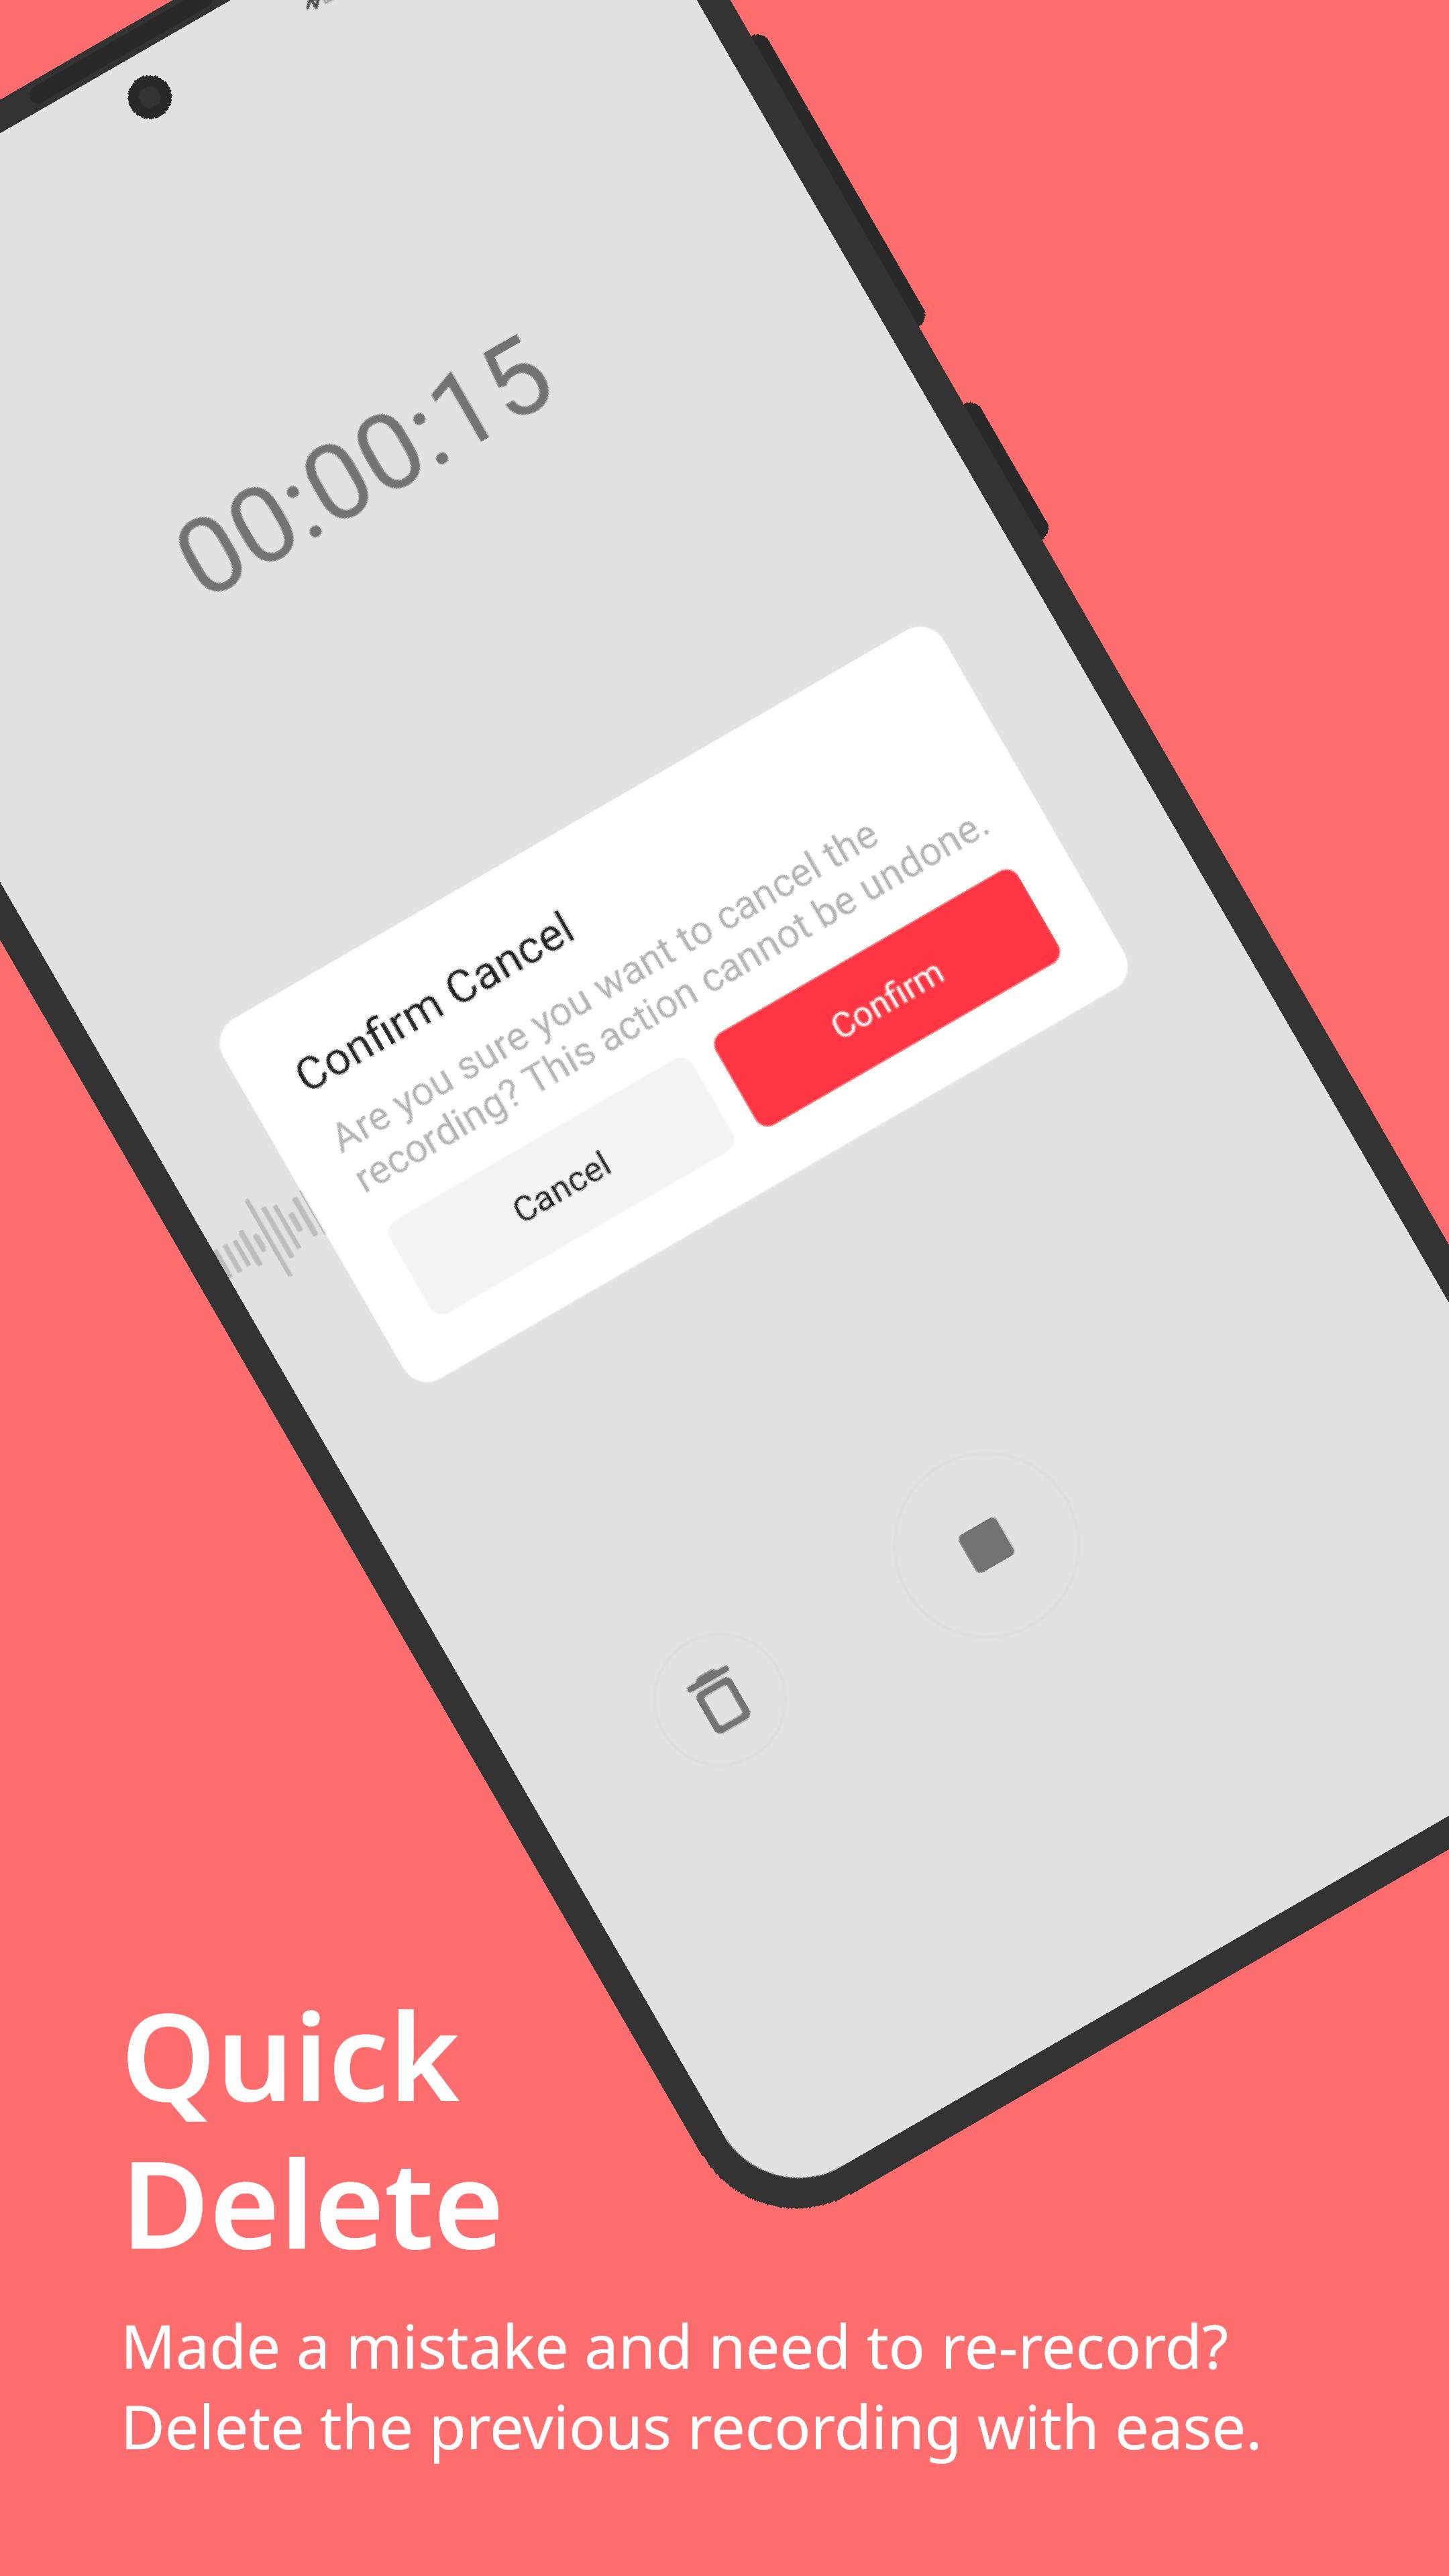 00:00:15
Confirm Cancel
Are you sure you want to cancel the
recording? This action cannot be undone.
Cancel
Confirm
Quick
Delete
Made a mistake and need to re-record?
Delete the previous recording with ease.